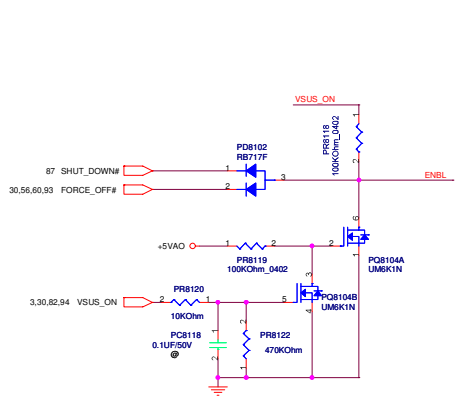 VSUS_ON
1
PR8118
100KOhm_0402
2
PD8102
RB717F
87 SHUT_DOWN#
1
3
ENBL
30,56,60,93 FORCE_OFF#
2
6
+5VAO
1
2
2
PR8119
100KOhm_0402
1
PQ8104A
UM6K1N
3
PR8120
3,30,82,94 VSUS_ON
2
1
5
PQ8104B
UM6K1N
10KOhm
4
PC8118
0.1UF/50V
@
1
2
2
1
PR8122
470KOhm